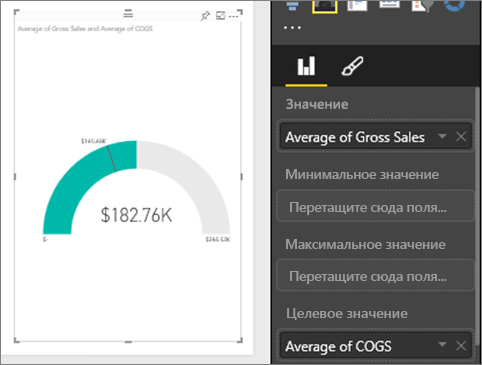 Average of Gross Sales and Average of COGS
$145.48K
$182.76K
$-
$365.52K
Значение
Average of Gross Sales
Минимальное значение
Перетащите сюда поля...
Максимальное значение
Перетащите сюда поля...
Целевое значение
Average of COGS